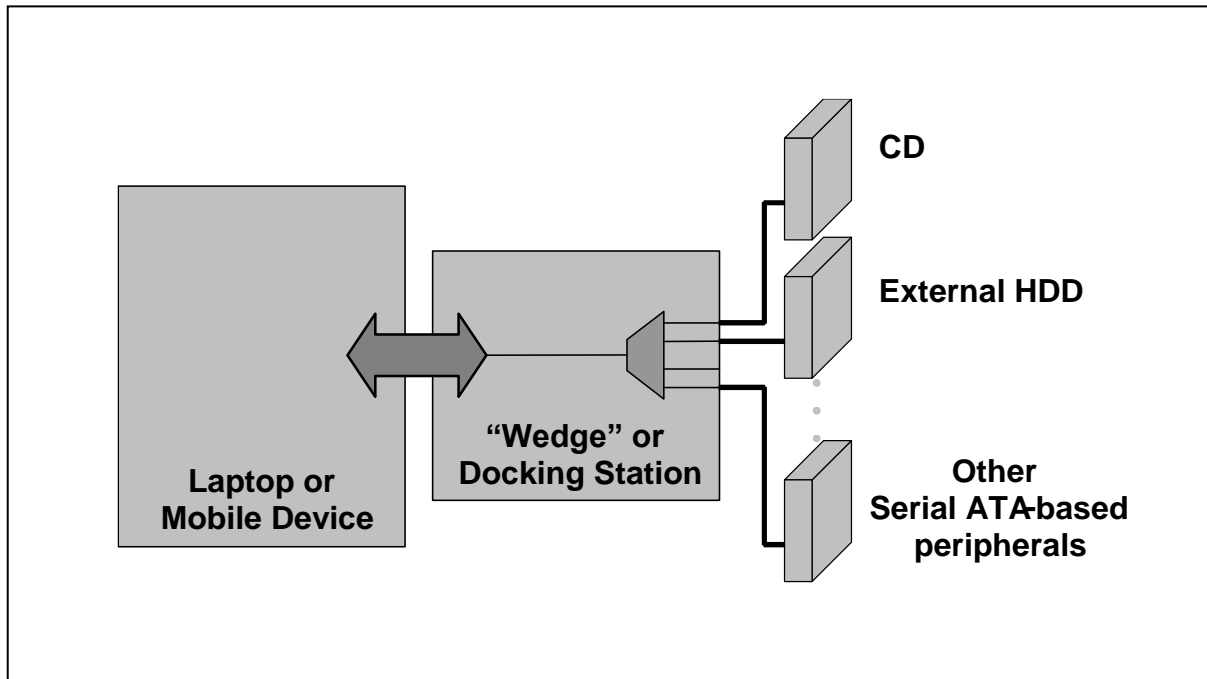 CD
External HDD
“Wedge” or
Docking Station
Laptop or
Mobile Device
Other
Serial ATA-based
peripherals